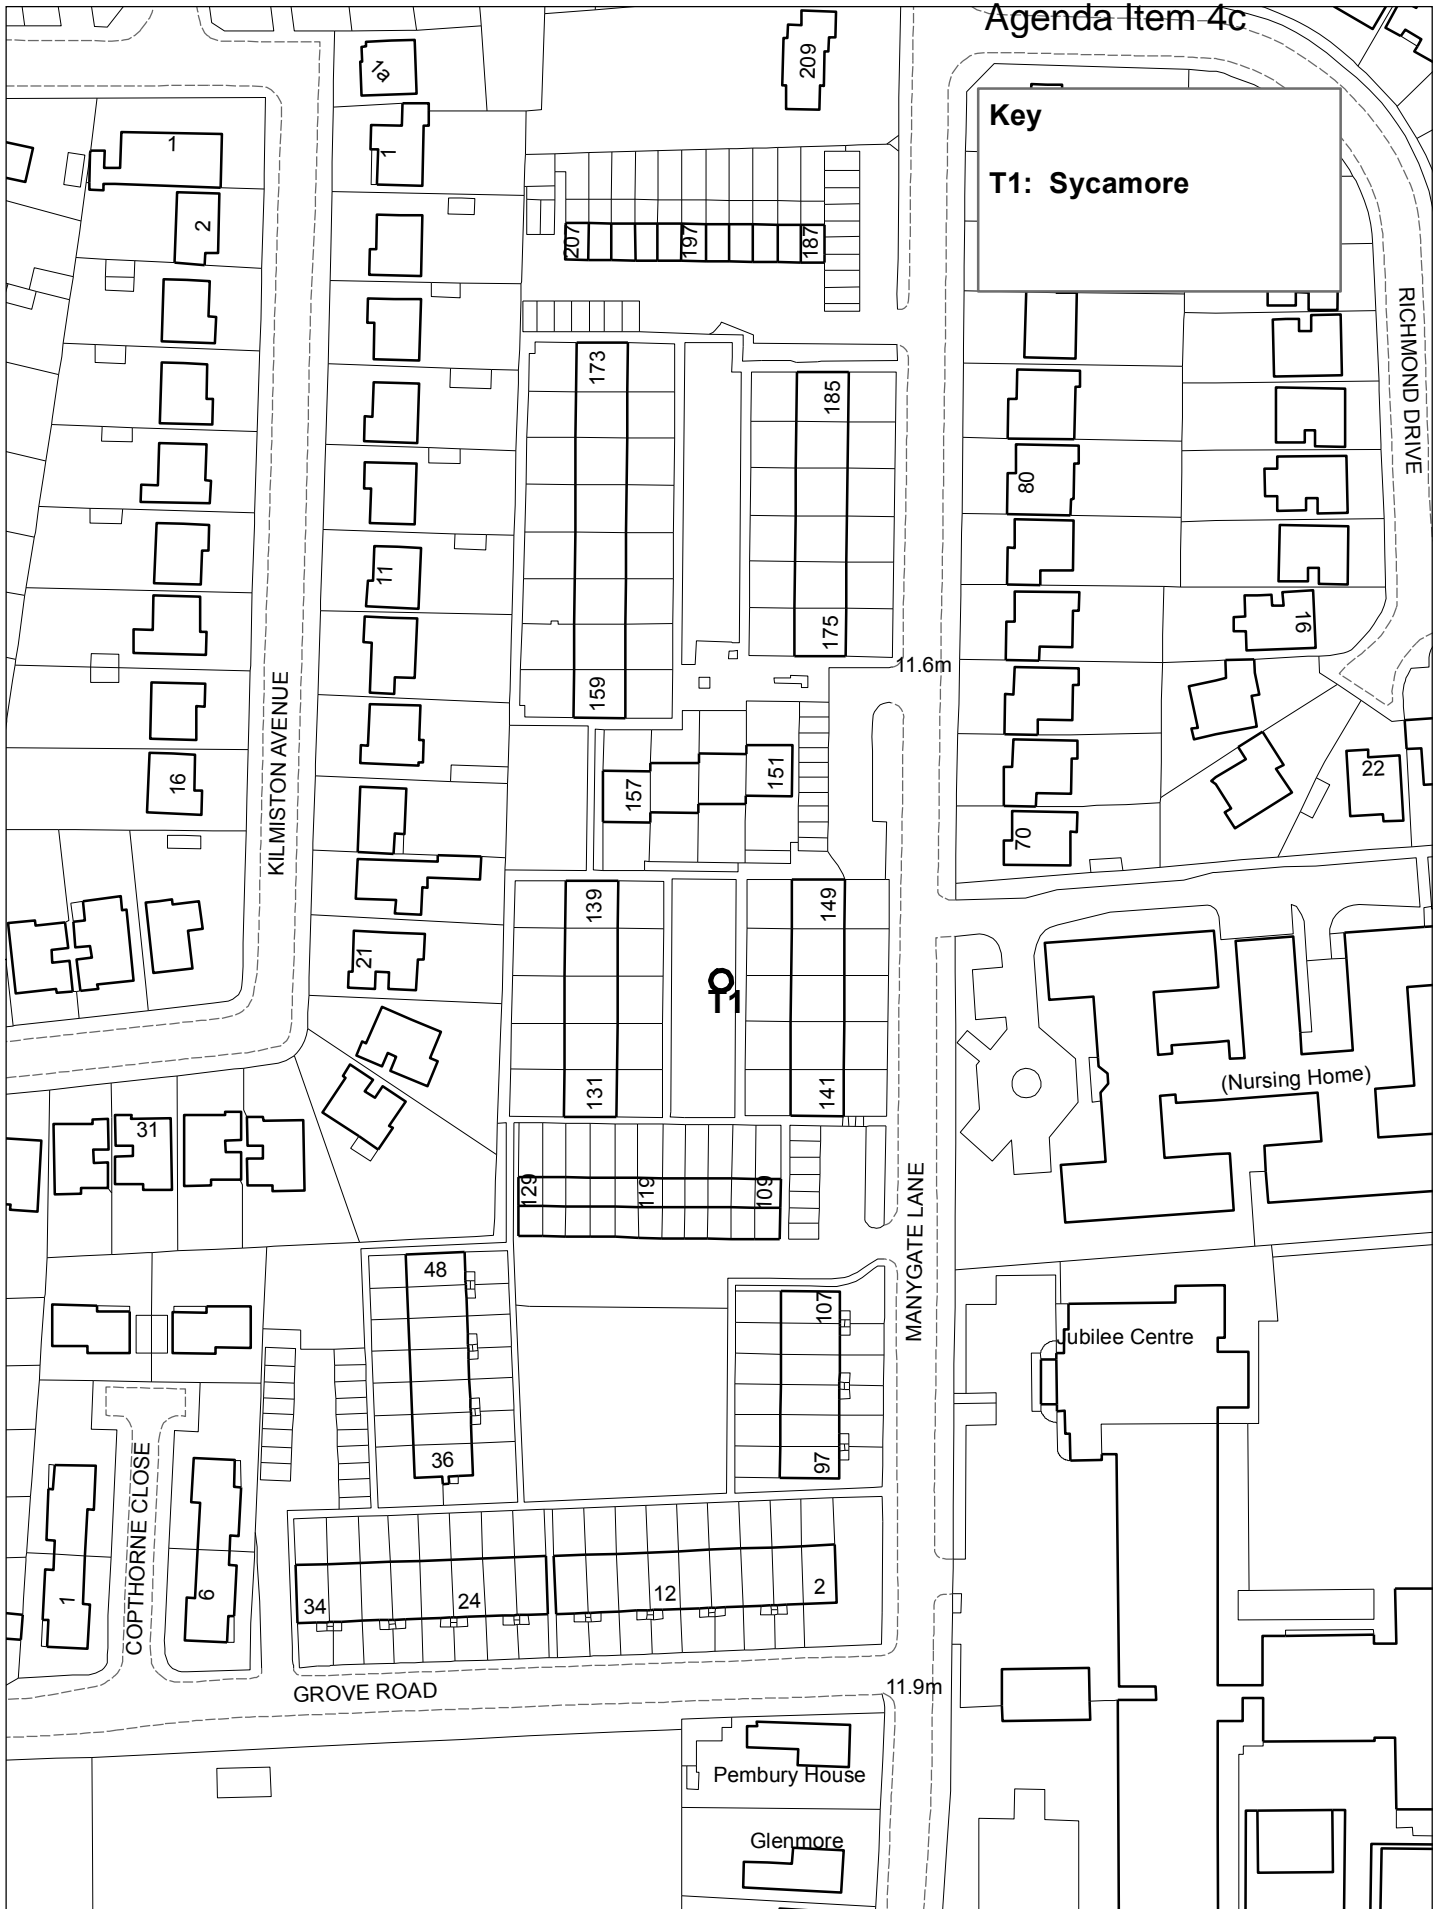 Agenda Item 4c
Key
T1: Sycamore
1a
209
1
1
2
207
197
187
RICHMOND DRIVE
173
185
80
11
16
175
11.6m
159
KILMISTON AVENUE
16
157
151
22
70
139
149
21
T1
131
141
(Nursing Home)
31
129
119
109
MANYGATE LANE
48
107
Jubilee Centre
36
97
COPTHORNE CLOSE
1
6
34
24
12
2
GROVE ROAD
11.9m
Pembury House
Glenmore